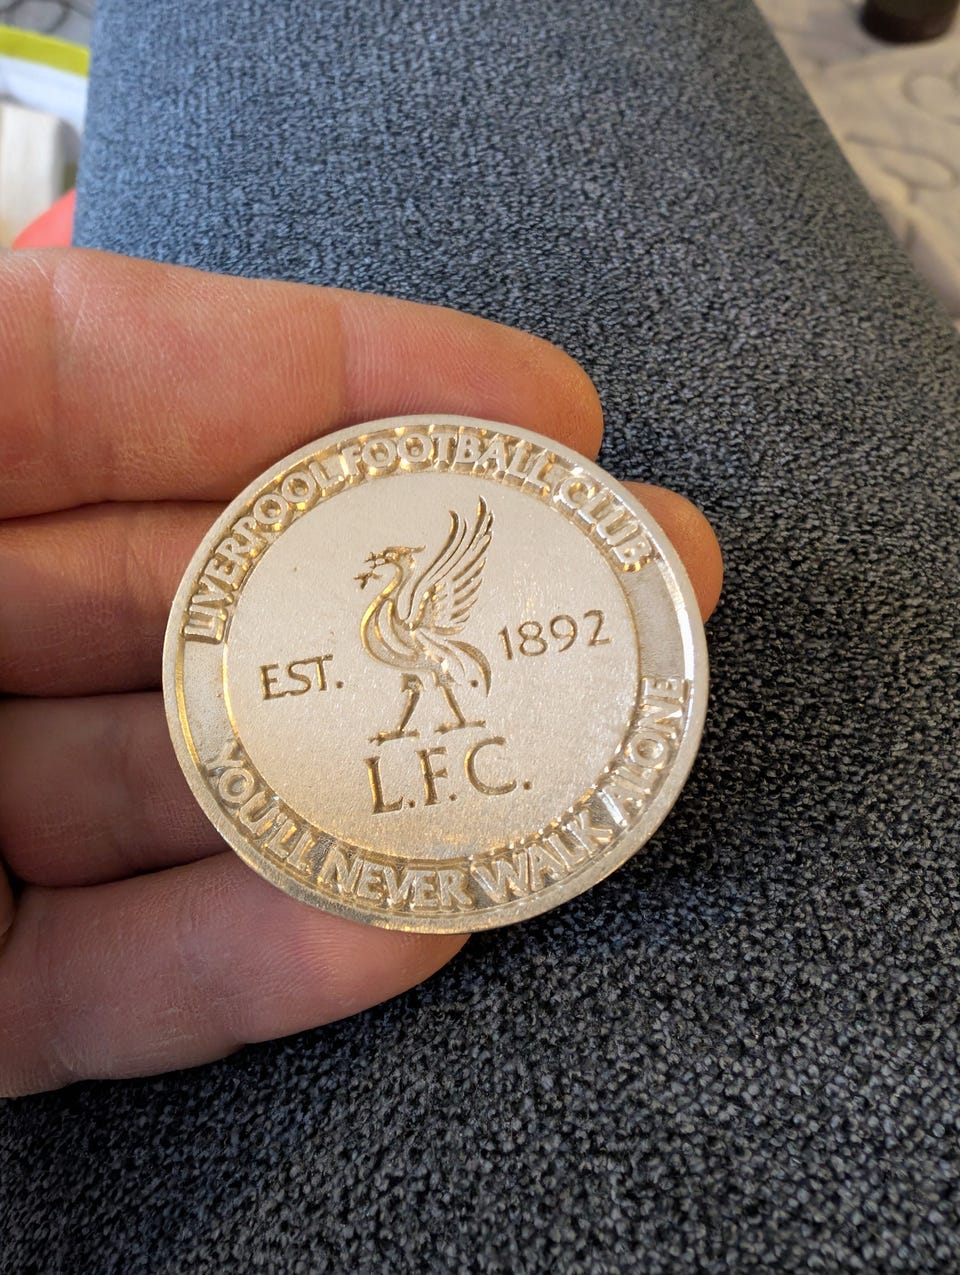 LIVERPOOL FOOTBALL CLUB
EST. 1892
L.F.C.
YOU'LL NEVER WALK ALONE